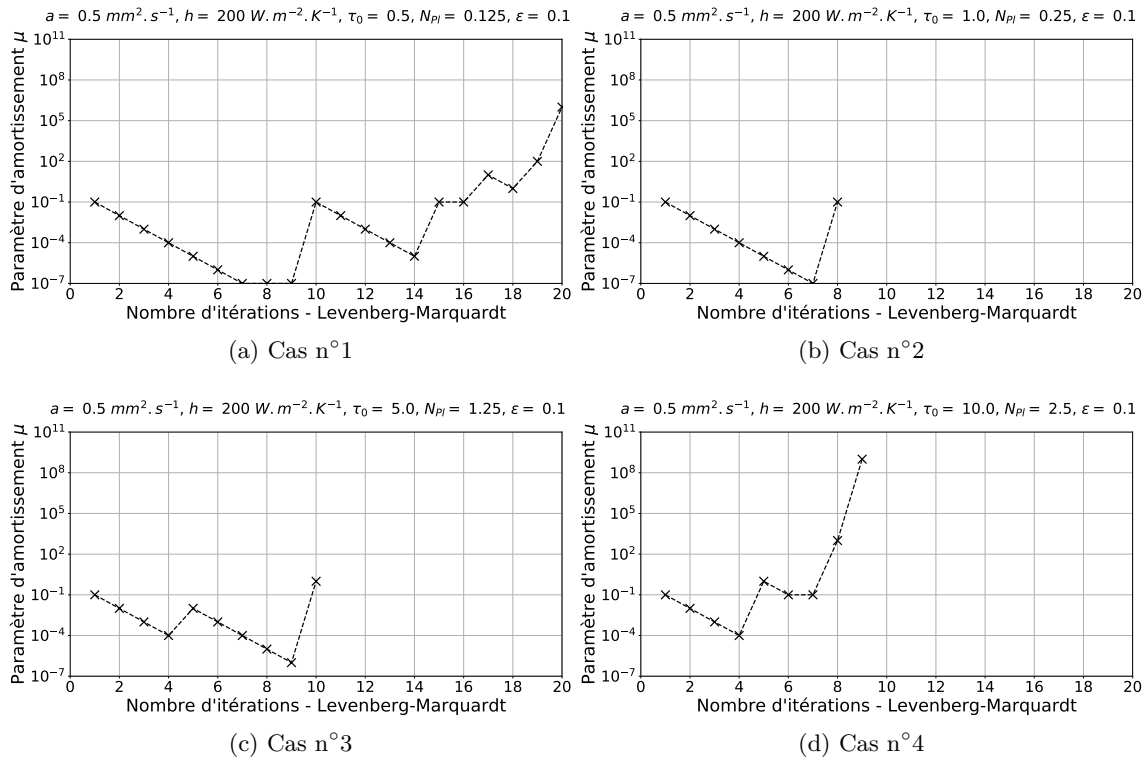 a = 0.5 mm².s⁻¹, h = 200 W.m⁻².K⁻¹, τ₀ = 0.5, N_Pl = 0.125, ε = 0.1
Paramètre d'amortissement μ
10¹¹
10⁸
10⁵
10²
10⁻¹
10⁻⁴
10⁻⁷
0 2 4 6 8 10 12 14 16 18 20
Nombre d'itérations - Levenberg-Marquardt
(a) Cas n°1
a = 0.5 mm².s⁻¹, h = 200 W.m⁻².K⁻¹, τ₀ = 1.0, N_Pl = 0.25, ε = 0.1
Paramètre d'amortissement μ
10¹¹
10⁸
10⁵
10²
10⁻¹
10⁻⁴
10⁻⁷
0 2 4 6 8 10 12 14 16 18 20
Nombre d'itérations - Levenberg-Marquardt
(b) Cas n°2
a = 0.5 mm².s⁻¹, h = 200 W.m⁻².K⁻¹, τ₀ = 5.0, N_Pl = 1.25, ε = 0.1
Paramètre d'amortissement μ
10¹¹
10⁸
10⁵
10²
10⁻¹
10⁻⁴
10⁻⁷
0 2 4 6 8 10 12 14 16 18 20
Nombre d'itérations - Levenberg-Marquardt
(c) Cas n°3
a = 0.5 mm².s⁻¹, h = 200 W.m⁻².K⁻¹, τ₀ = 10.0, N_Pl = 2.5, ε = 0.1
Paramètre d'amortissement μ
10¹¹
10⁸
10⁵
10²
10⁻¹
10⁻⁴
10⁻⁷
0 2 4 6 8 10 12 14 16 18 20
Nombre d'itérations - Levenberg-Marquardt
(d) Cas n°4